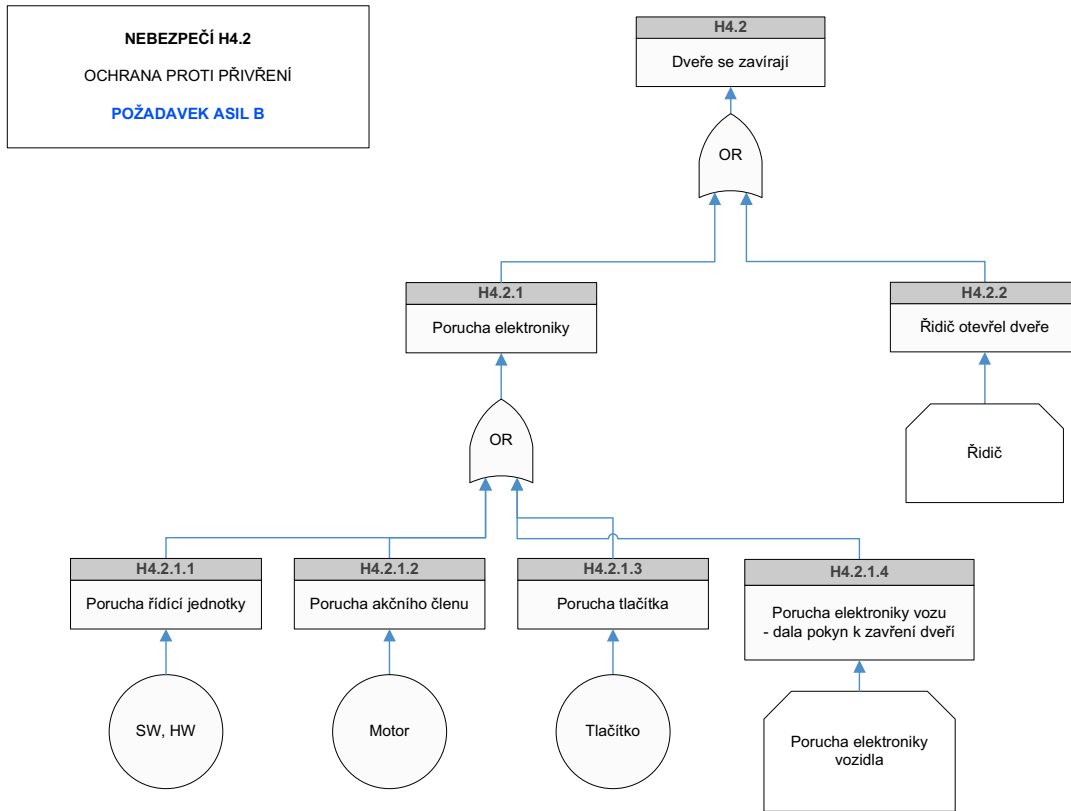 NEBEZPEČÍ H4.2
OCHRANA PROTI PŘIVŘENÍ
POŽADAVEK ASIL B
H4.2
Dveře se zavírají
OR
H4.2.1
Porucha elektroniky
H4.2.2
Řidič otevřel dveře
OR
Řidič
H4.2.1.1
Porucha řídící jednotky
H4.2.1.2
Porucha akčního členu
H4.2.1.3
Porucha tlačítka
H4.2.1.4
Porucha elektroniky vozu
- dala pokyn k zavření dveří
SW, HW
Motor
Tlačítko
Porucha elektroniky
vozidla